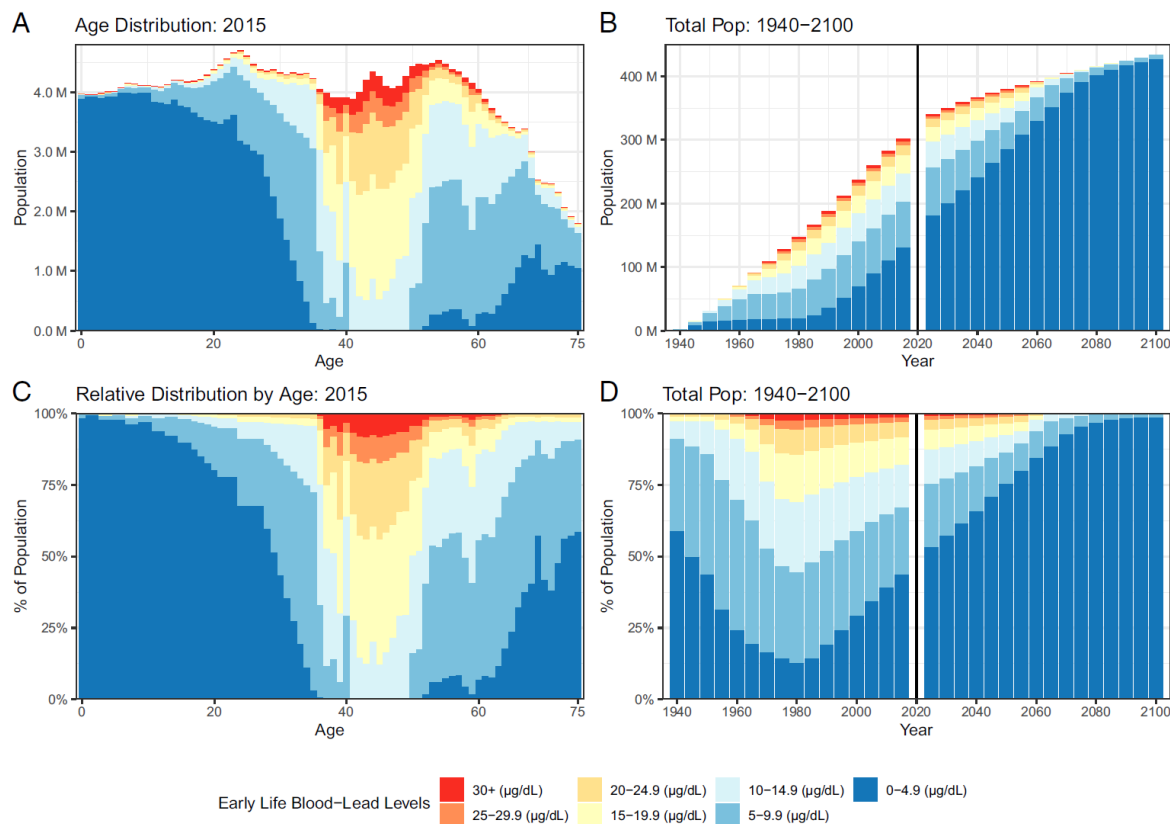 A
Age Distribution: 2015
Population
4.0 M
3.0 M
2.0 M
1.0 M
0.0 M
0 20 40 60 75
Age
B
Total Pop: 1940−2100
Population
400 M
300 M
200 M
100 M
0 M
1940 1960 1980 2000 2020 2040 2060 2080 2100
Year
C
Relative Distribution by Age: 2015
% of Population
100%
75%
50%
25%
0%
0 20 40 60 75
Age
D
Total Pop: 1940−2100
% of Population
100%
75%
50%
25%
0%
1940 1960 1980 2000 2020 2040 2060 2080 2100
Year
Early Life Blood−Lead Levels
30+ (µg/dL) 20−24.9 (µg/dL) 10−14.9 (µg/dL) 0−4.9 (µg/dL)
25−29.9 (µg/dL) 15−19.9 (µg/dL) 5−9.9 (µg/dL)